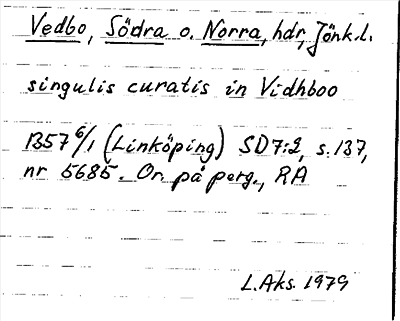 Vedbo, Södra o. Norra, hdr, Jönk.l.
singulis curatis in Vidhboo
1357 6/1 (Linköping) SD7:2, s. 137,
nr 5685. Or. på perg., RA
L. Aks. 1979